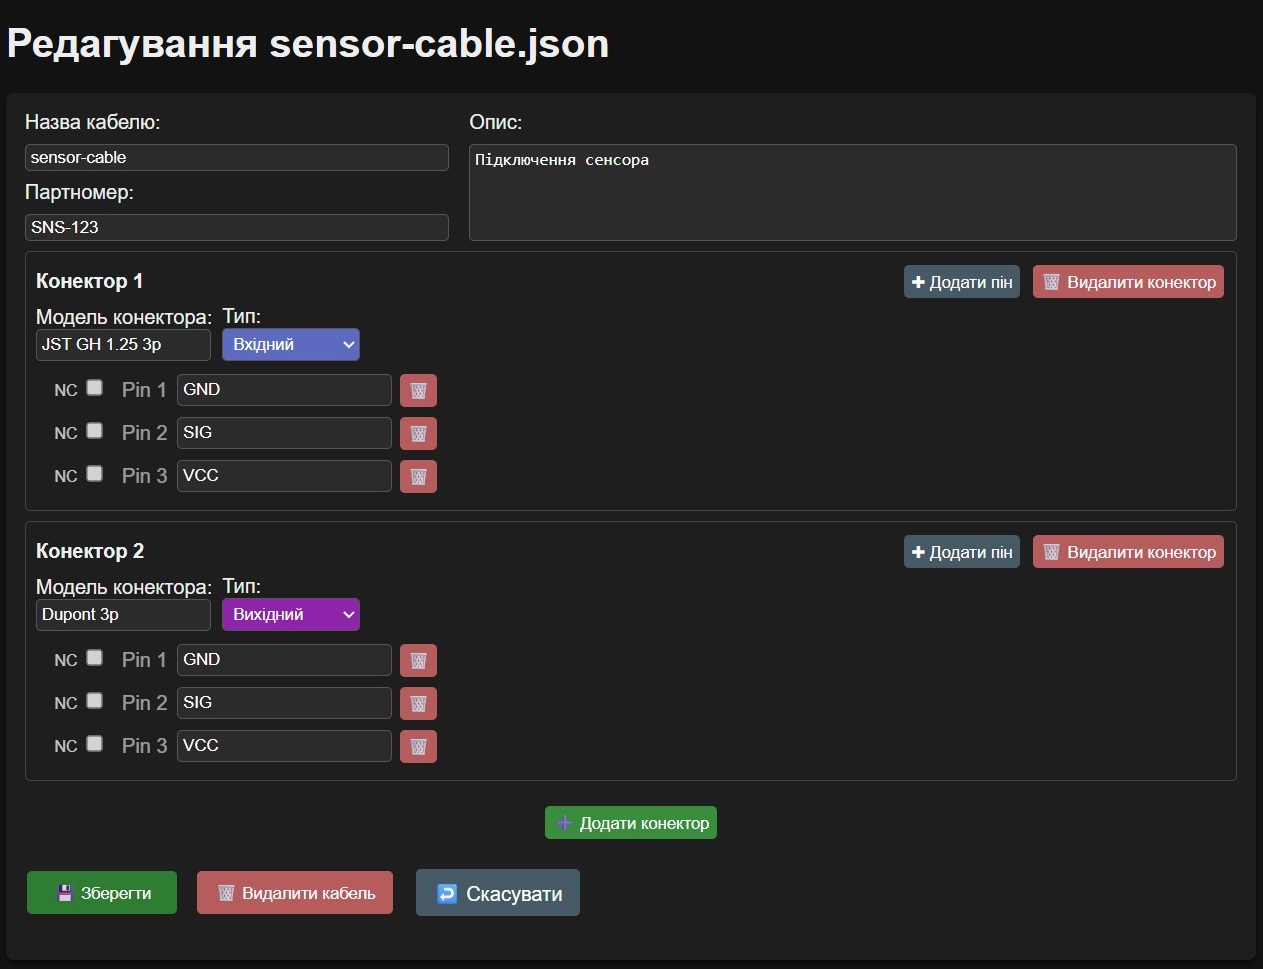 Редагування sensor-cable.json
Назва кабелю:
sensor-cable
Партномер:
SNS-123
Опис:
Підключення сенсора
Конектор 1
Додати пін
Видалити конектор
Модель конектора: Тип:
JST GH 1.25 3p Вхідний
NC Pin 1 GND
NC Pin 2 SIG
NC Pin 3 VCC
Конектор 2
Додати пін
Видалити конектор
Модель конектора: Тип:
Dupont 3p Вихідний
NC Pin 1 GND
NC Pin 2 SIG
NC Pin 3 VCC
Додати конектор
Зберегти
Видалити кабель
Скасувати